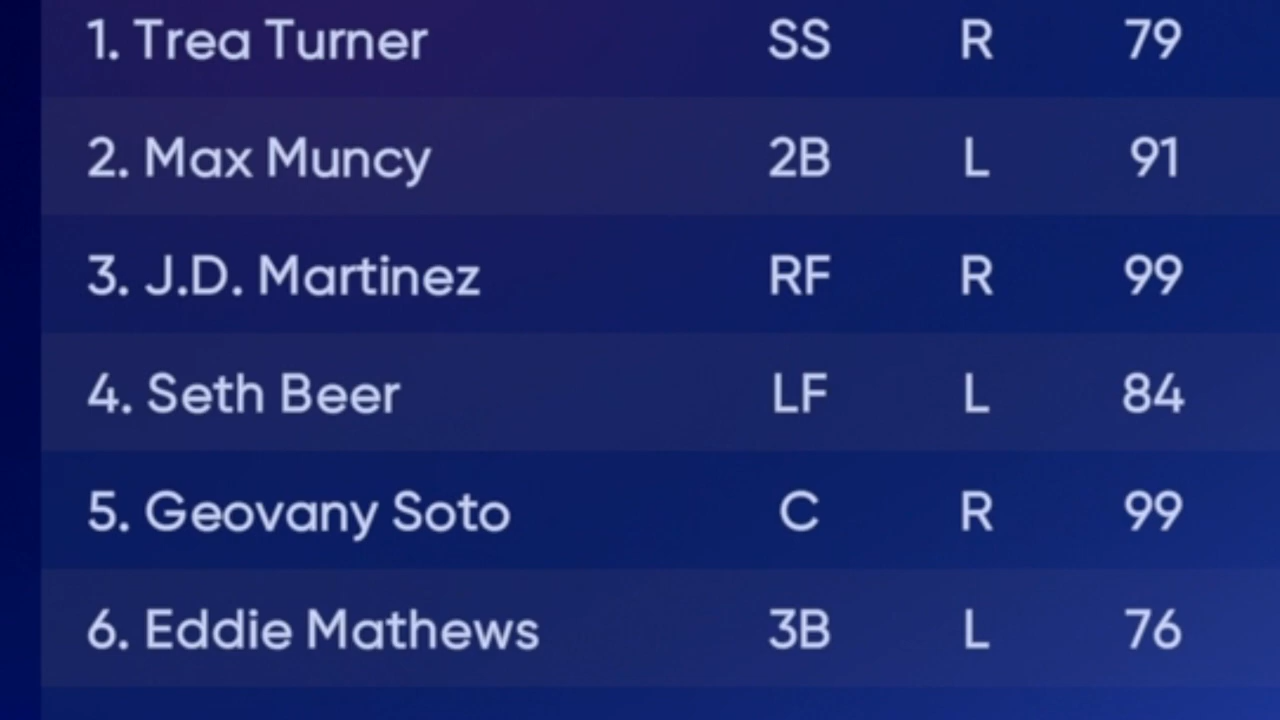 1. Trea Turner SS R 79
2. Max Muncy 2B L 91
3. J.D. Martinez RF R 99
4. Seth Beer LF L 84
5. Geovany Soto C R 99
6. Eddie Mathews 3B L 76